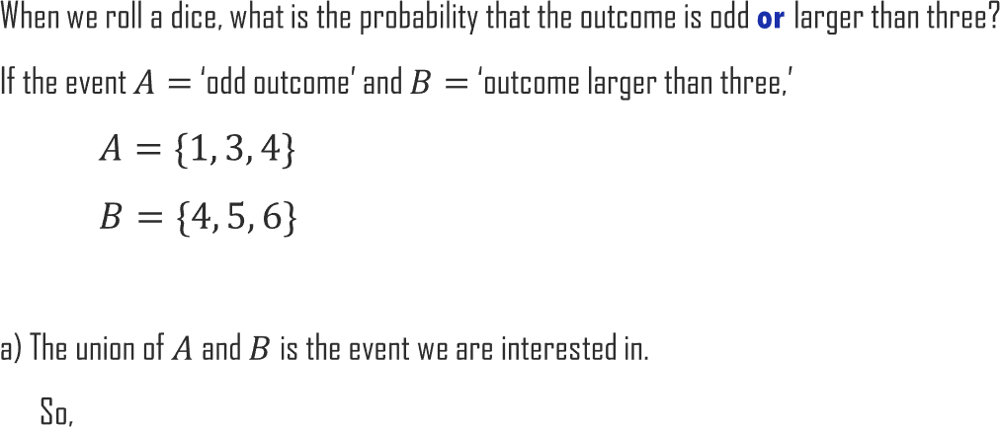 When we roll a dice, what is the probability that the outcome is odd or larger than three?
If the event A = ‘odd outcome’ and B = ‘outcome larger than three,’
A = {1, 3, 4}
B = {4, 5, 6}
a) The union of A and B is the event we are interested in.
So,